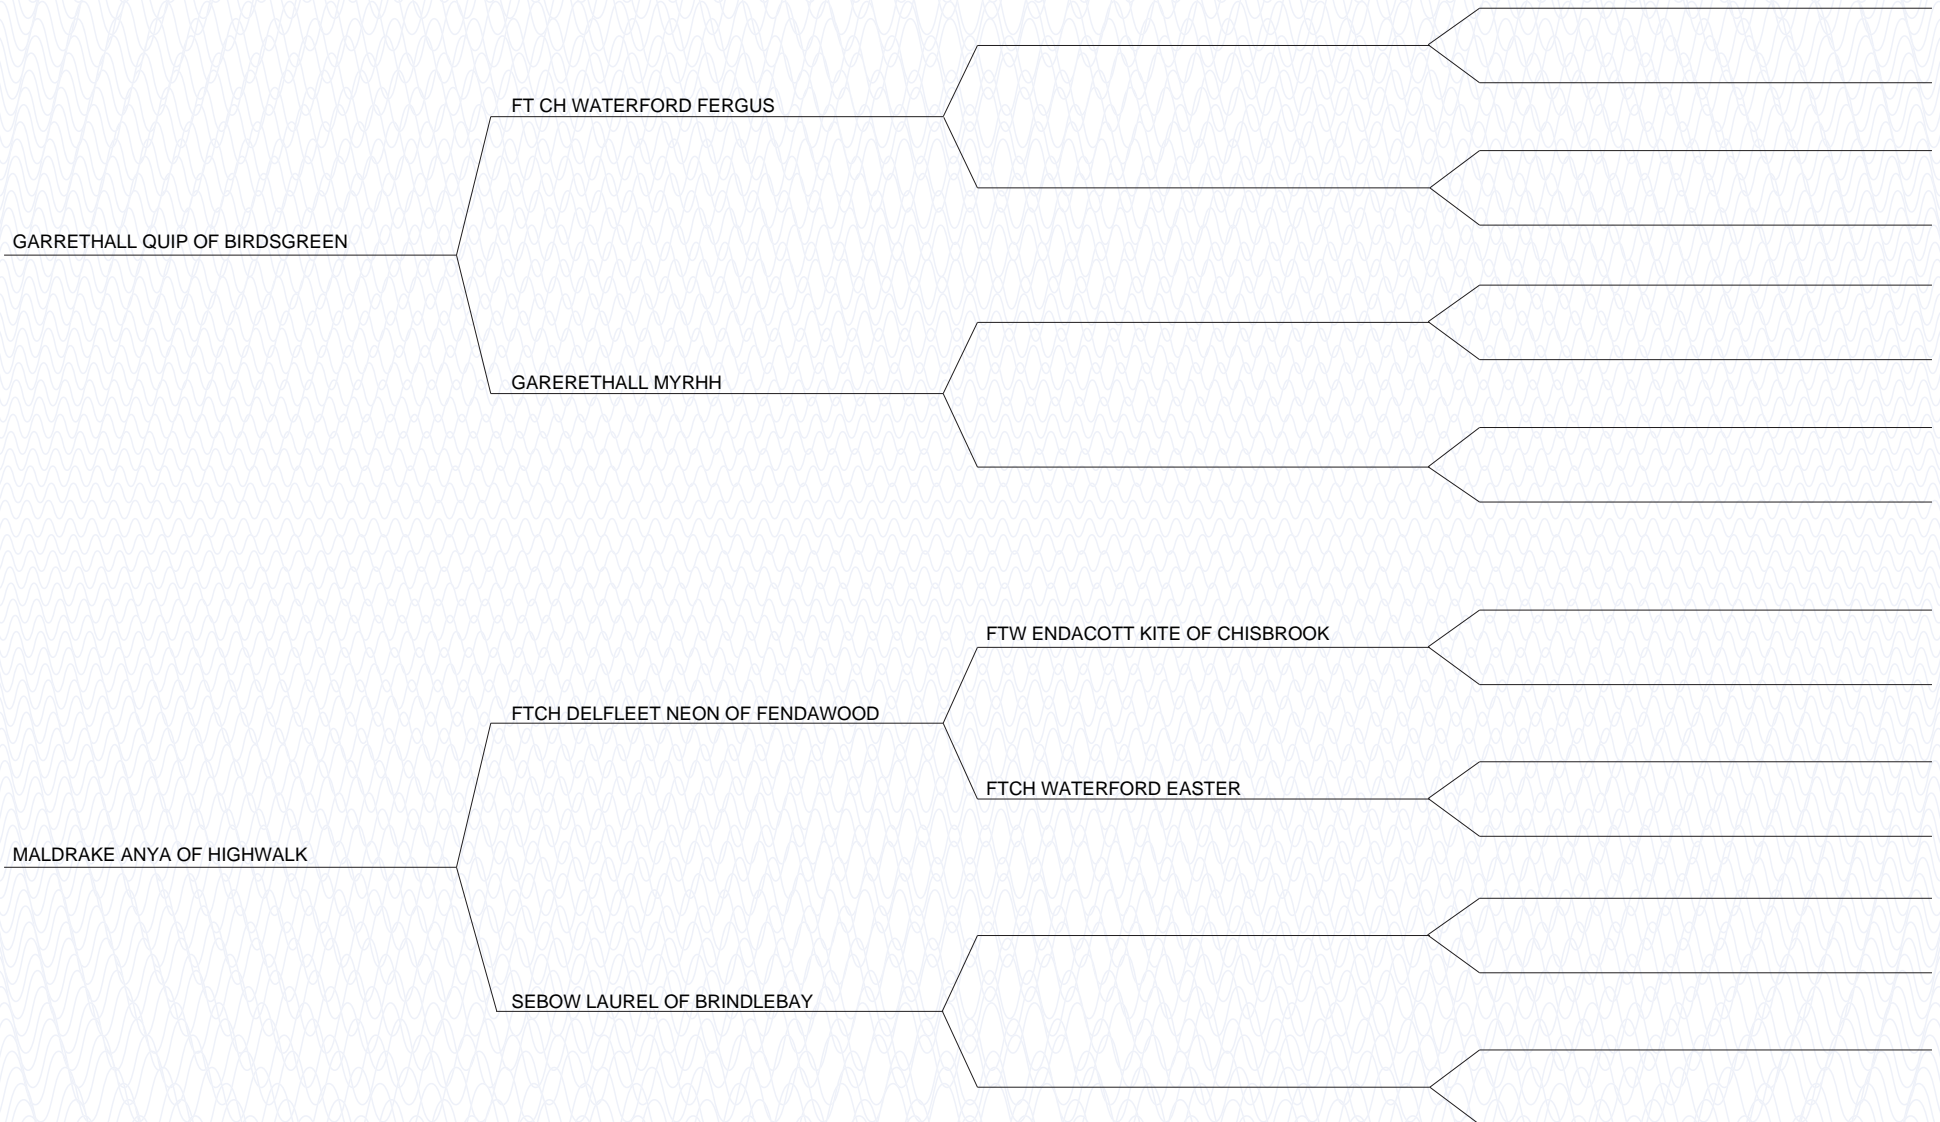 FT CH WATERFORD FERGUS
GARRETHALL QUIP OF BIRDSGREEN
GARERETHALL MYRHH
FTW ENDACOTT KITE OF CHISBROOK
FTCH DELFLEET NEON OF FENDAWOOD
FTCH WATERFORD EASTER
MALDRAKE ANYA OF HIGHWALK
SEBOW LAUREL OF BRINDLEBAY